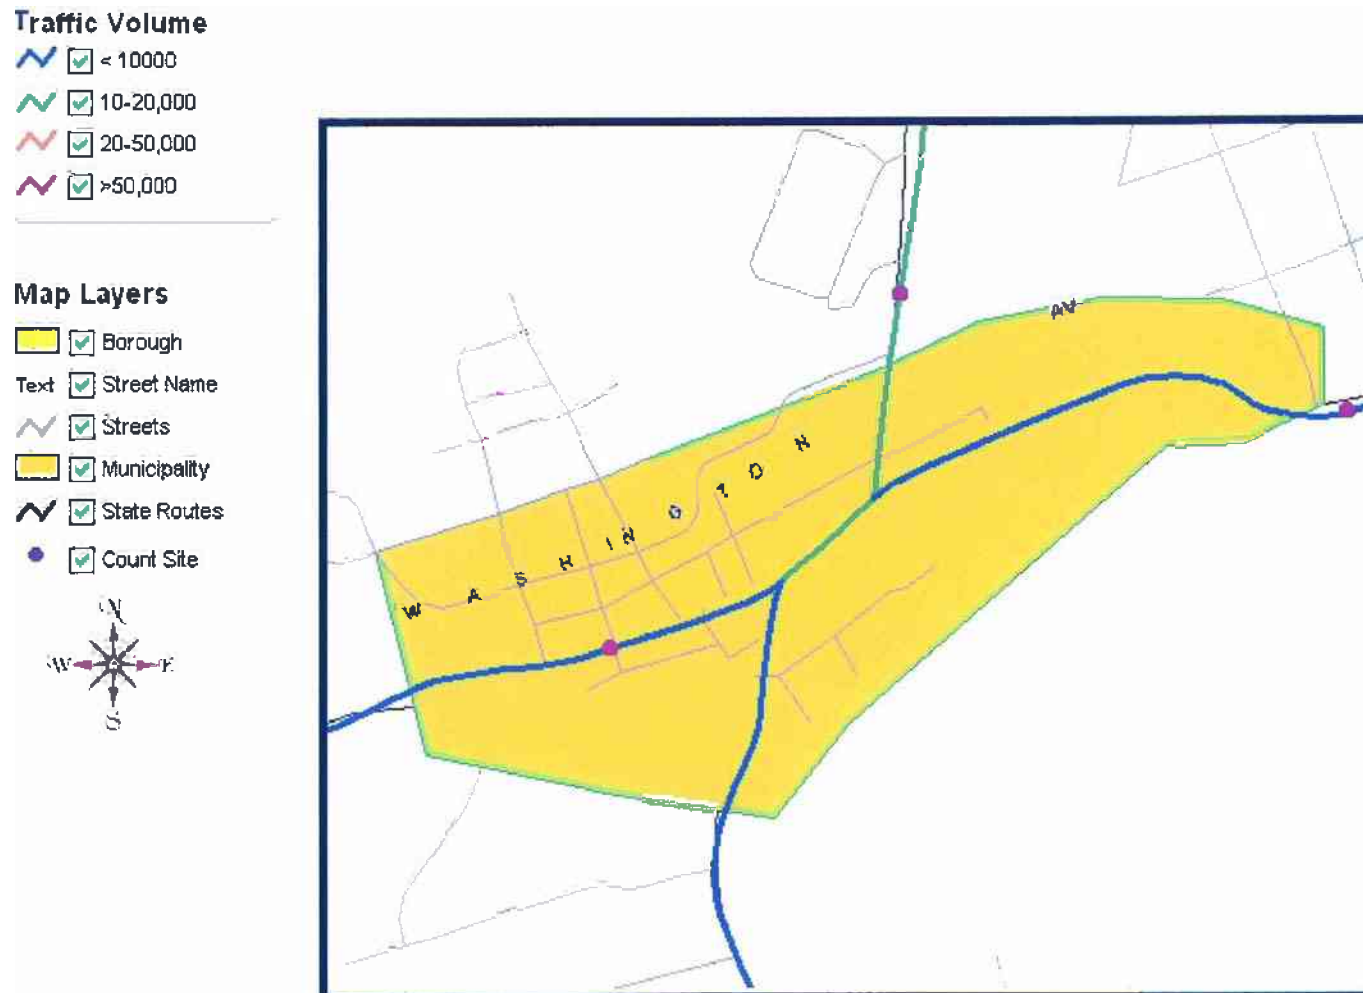 Traffic Volume
< 10000
10-20,000
20-50,000
>50,000
Map Layers
Borough
Text Street Name
Streets
Municipality
State Routes
Count Site
N
W E
S
WASHINGTON AV